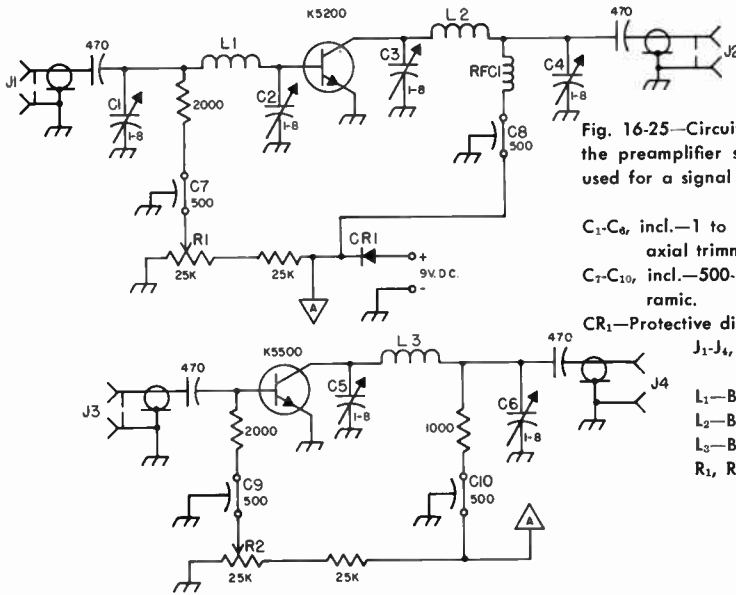 K5200
L2
470
L1
C3
1-8
470
J1
J2
C1
1-8
2000
C2
1-8
RFC1
C4
1-8
C8
500
C7
500
R1
25K
25K
CR1
+
9V.D.C.
-
A
Fig. 16-25—Circuit
the preamplifier s
used for a signal
C₁-C₆, incl.—1 to
axial trimm
C₇-C₁₀, incl.—500-
ramic.
CR₁—Protective di
J₁-J₄,
L₁—B
L₂—B
L₃—B
R₁, R
K5500
L3
470
470
J3
J4
C5
1-8
C6
1-8
2000
1000
C9
500
C10
500
R2
25K
25K
A